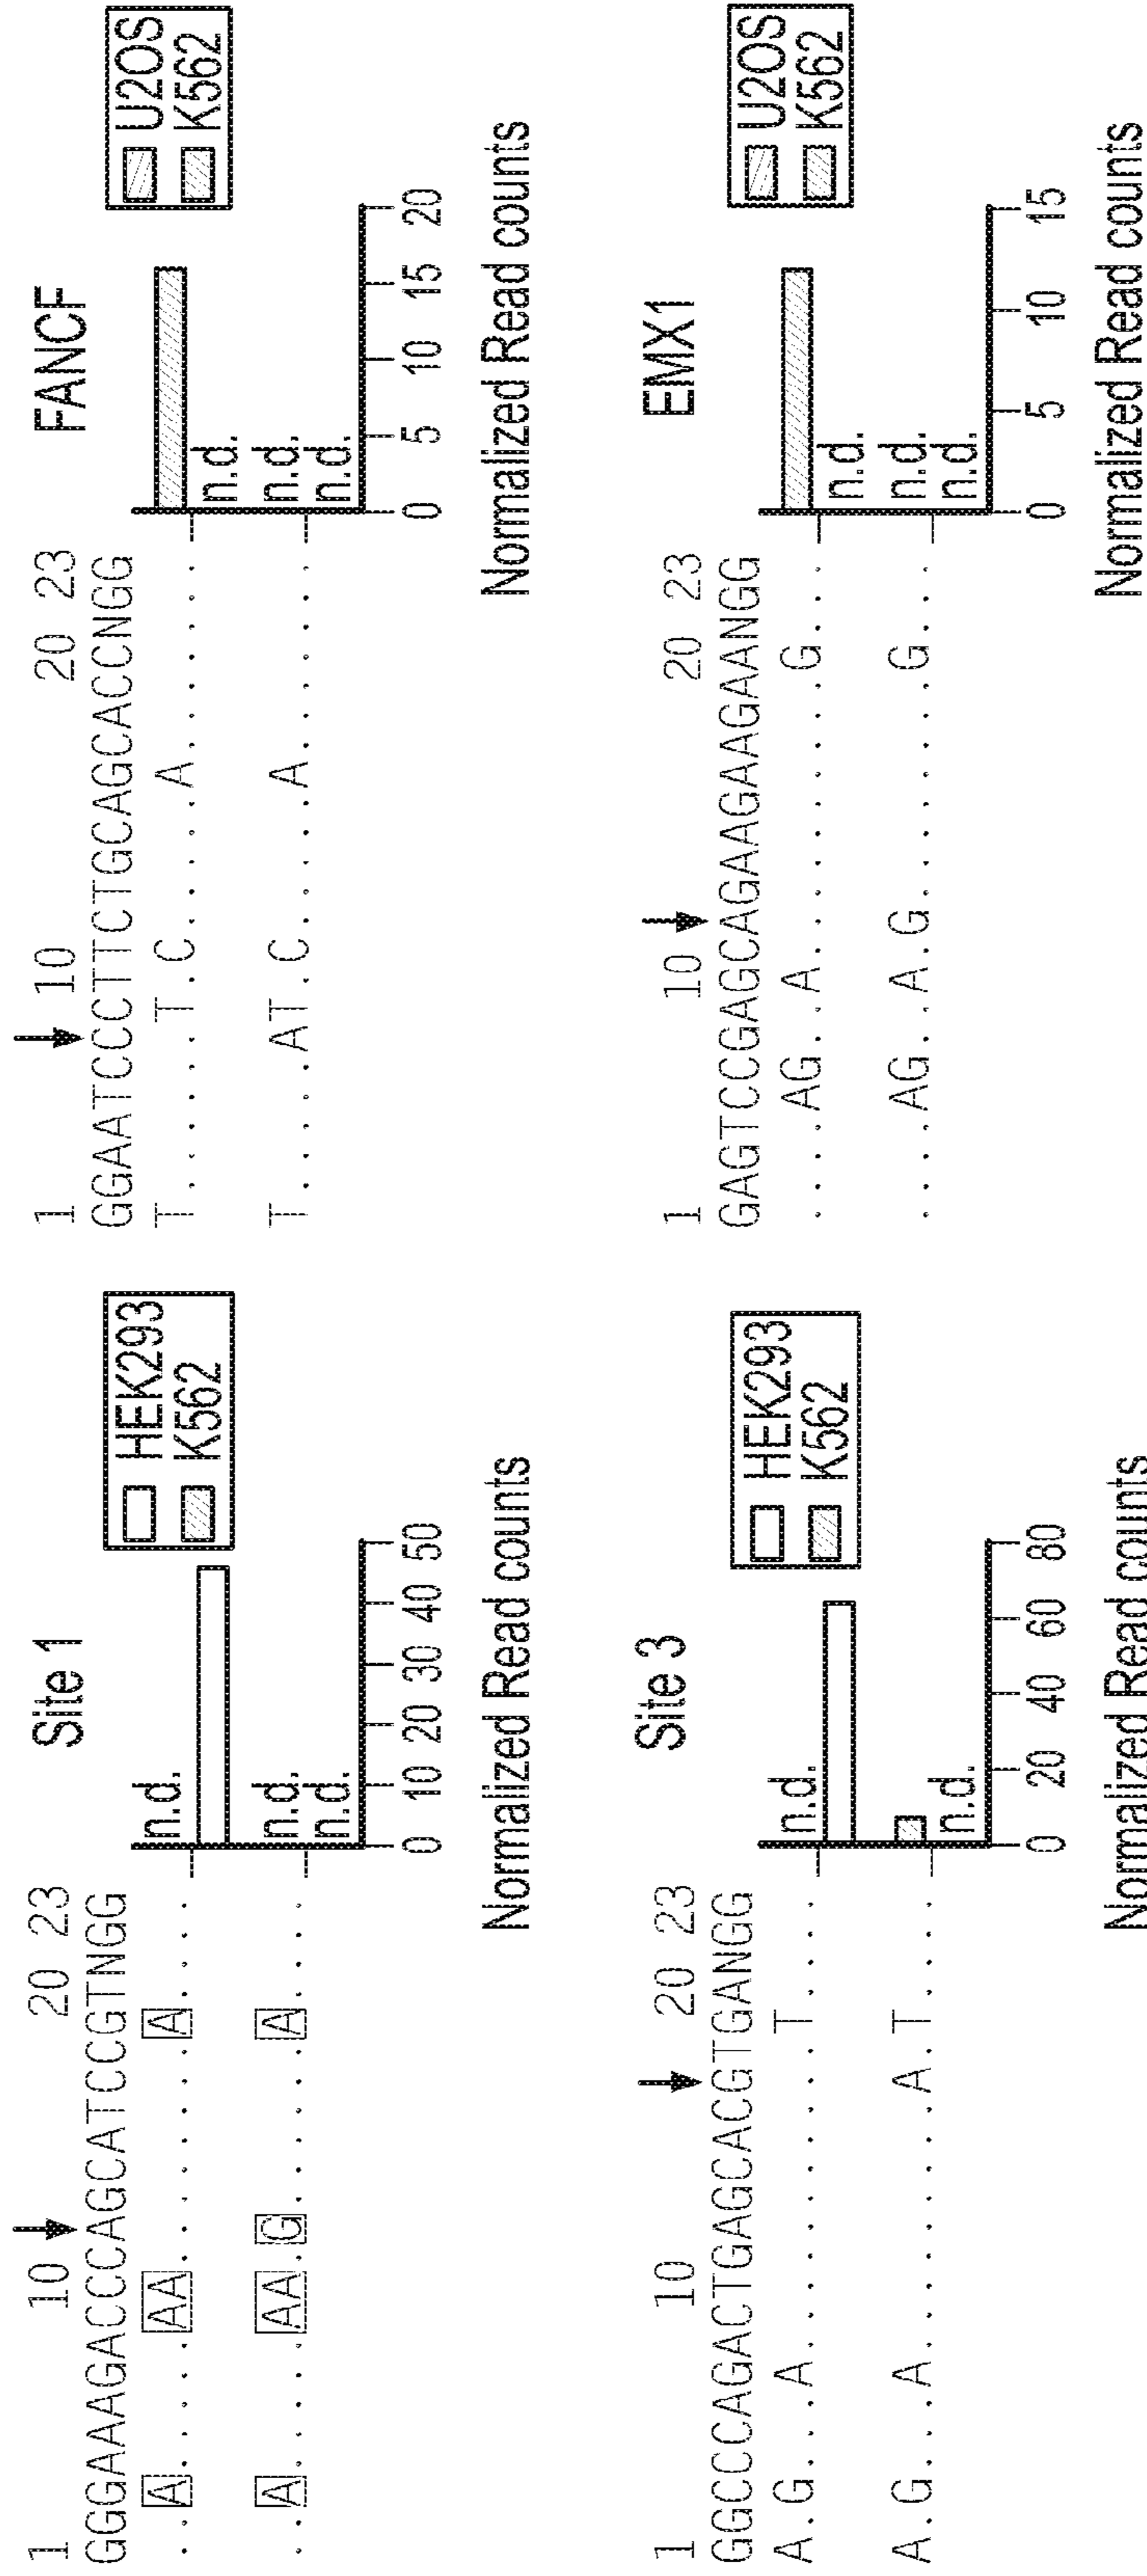 Site 1
1 10 20 23
GGGAAAGACCCAGCATCCGTNGG
..A.....AA........A....
..A.....AA.G......A....
n.d.
n.d.
n.d.
0 10 20 30 40 50
Normalized Read counts
HEK293
K562
FANCF
1 10 20 23
GGAATCCCTTCTGCAGCACCNGG
T......T.C.....A.......
T.....AT.C.....A.......
n.d.
n.d.
n.d.
0 5 10 15 20
Normalized Read counts
U2OS
K562
Site 3
1 10 20 23
GGCCCAGACTGAGCACGTGANGG
A.G...A...........T....
A.G...A.........A.T....
n.d.
n.d.
0 20 40 60 80
Normalized Read counts
HEK293
K562
EMX1
1 10 20 23
GAGTCCGAGCAGAAGAAGAANGG
....AG..A..........G...
....AG..A.G........G...
n.d.
n.d.
n.d.
0 5 10 15
Normalized Read counts
U2OS
K562